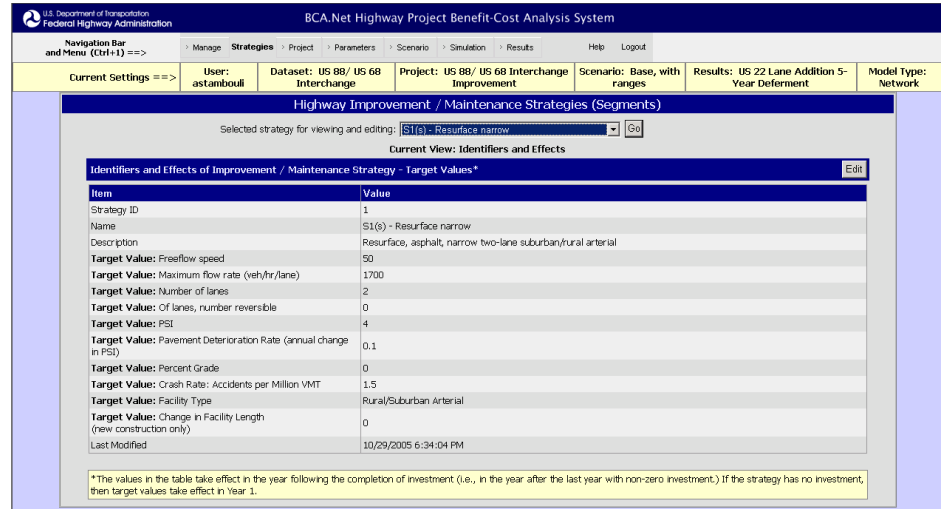 U.S. Department of Transportation
Federal Highway Administration
BCA.Net Highway Project Benefit-Cost Analysis System
Navigation Bar
and Menu (Ctrl+1) ==>
› Manage Strategies › Project › Parameters › Scenario › Simulation › Results Help Logout
Current Settings ==>
User:
astambouli
Dataset: US 88/ US 68
Interchange
Project: US 88/ US 68 Interchange
Improvement
Scenario: Base, with
ranges
Results: US 22 Lane Addition 5-
Year Deferment
Model Type:
Network
Highway Improvement / Maintenance Strategies (Segments)
Selected strategy for viewing and editing: S1(s) - Resurface narrow Go
Current View: Identifiers and Effects
Identifiers and Effects of Improvement / Maintenance Strategy - Target Values* Edit
Item Value
Strategy ID 1
Name S1(s) - Resurface narrow
Description Resurface, asphalt, narrow two-lane suburban/rural arterial
Target Value: Freeflow speed 50
Target Value: Maximum flow rate (veh/hr/lane) 1700
Target Value: Number of lanes 2
Target Value: Of lanes, number reversible 0
Target Value: PSI 4
Target Value: Pavement Deterioration Rate (annual change
in PSI) 0.1
Target Value: Percent Grade 0
Target Value: Crash Rate: Accidents per Million VMT 1.5
Target Value: Facility Type Rural/Suburban Arterial
Target Value: Change in Facility Length
(new construction only) 0
Last Modified 10/29/2005 6:34:04 PM
*The values in the table take effect in the year following the completion of investment (i.e., in the year after the last year with non-zero investment.) If the strategy has no investment,
then target values take effect in Year 1.